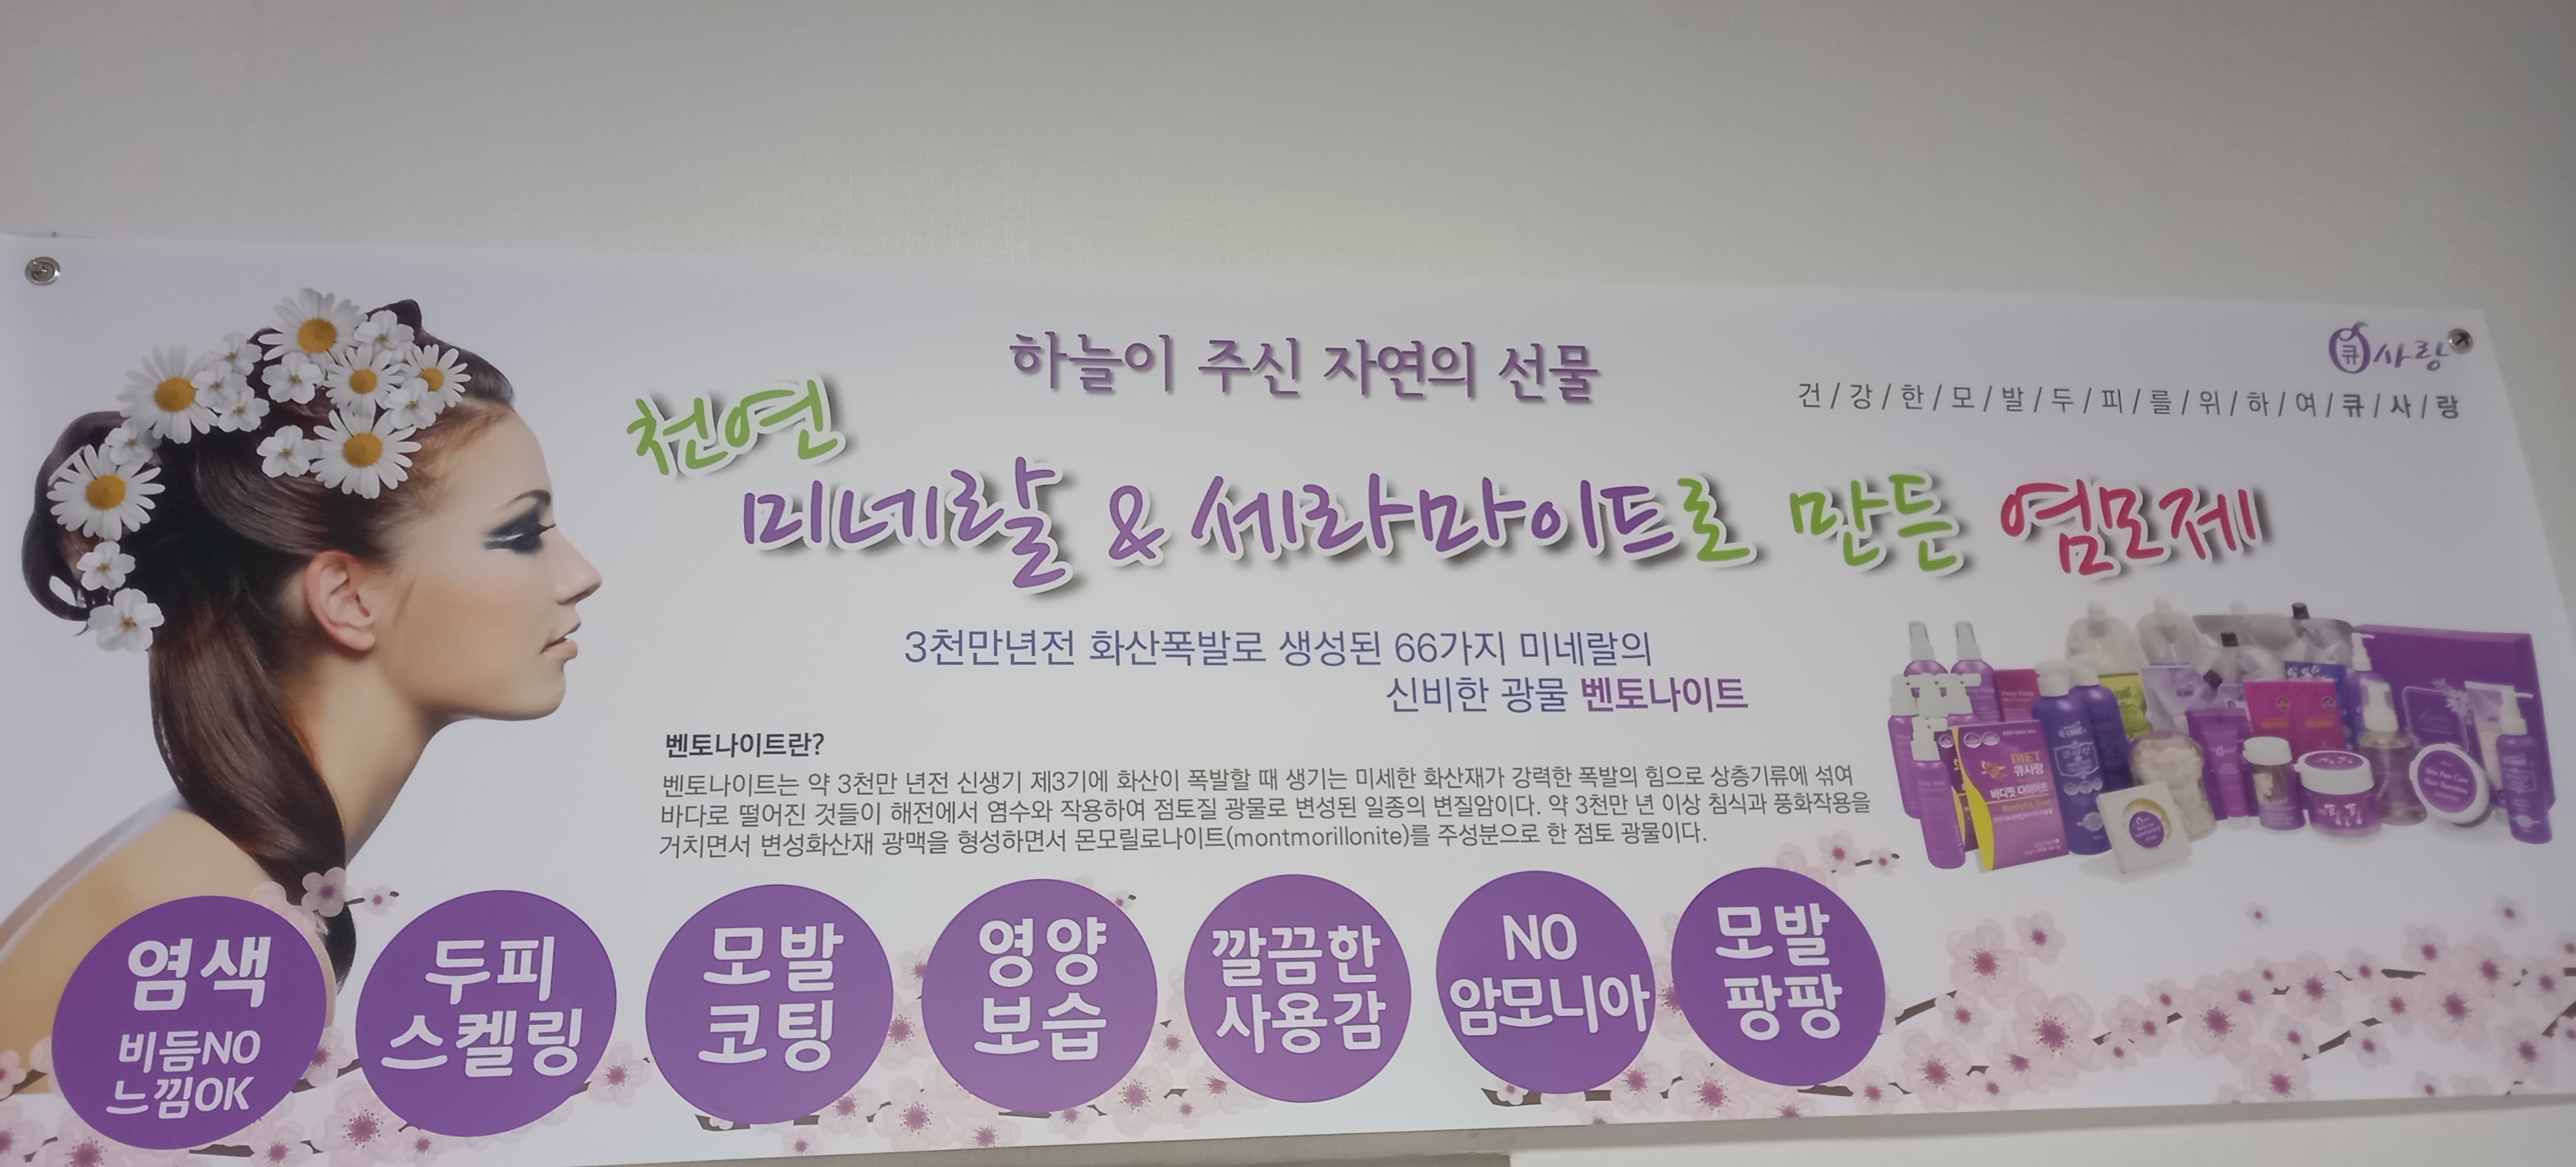 하늘이 주신 자연의 선물
큐사랑
건/강/한/모/발/두/피/를/위/하/여/큐/사/랑
천연
미네랄 & 세라마이드로 만든 염모제
3천만년전 화산폭발로 생성된 66가지 미네랄의
신비한 광물 벤토나이트
벤토나이트란?
벤토나이트는 약 3천만 년전 신생기 제3기에 화산이 폭발할 때 생기는 미세한 화산재가 강력한 폭발의 힘으로 상층기류에 섞여
바다로 떨어진 것들이 해전에서 염수와 작용하여 점토질 광물로 변성된 일종의 변질암이다. 약 3천만 년 이상 침식과 풍화작용을
거치면서 변성화산재 광맥을 형성하면서 몬모릴로나이트(montmorillonite)를 주성분으로 한 점토 광물이다.
DIET
큐사랑
바디핏 다이어트
염색
비듬NO
느낌OK
두피
스켈링
모발
코팅
영양
보습
깔끔한
사용감
NO
암모니아
모발
팡팡